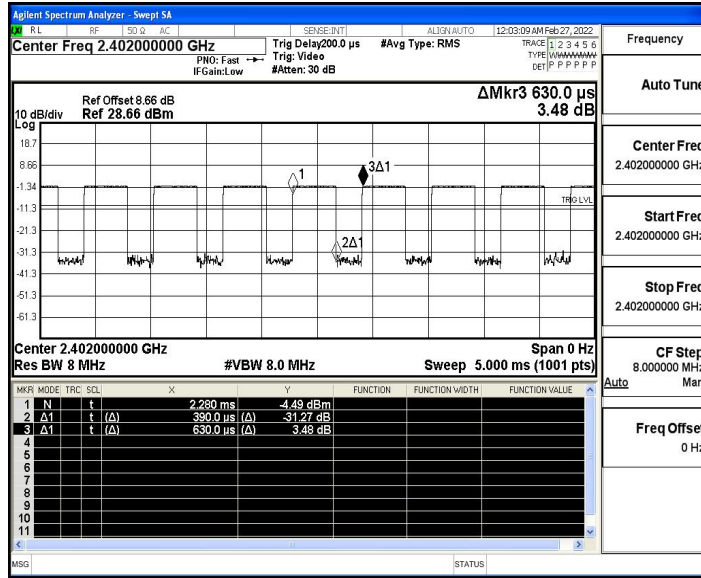 Agilent Spectrum Analyzer - Swept SA
LXI RL RF 50 Ω AC SENSE:INT ALIGN AUTO 12:03:09 AM Feb 27, 2022
Center Freq 2.402000000 GHz
PNO: Fast
IFGain:Low
Trig Delay200.0 µs
Trig: Video
#Atten: 30 dB
#Avg Type: RMS
TRACE 1 2 3 4 5 6
TYPE WWWWWW
DET P P P P P P
Ref Offset 8.66 dB
10 dB/div Ref 28.66 dBm
ΔMkr3 630.0 µs
3.48 dB
Log
18.7
8.66
-1.34
-11.3
-21.3
-31.3
-41.3
-51.3
-61.3
1
3Δ1
2Δ1
TRIG LVL
Center 2.402000000 GHz Span 0 Hz
Res BW 8 MHz #VBW 8.0 MHz Sweep 5.000 ms (1001 pts)
MKR MODE TRC SCL X Y FUNCTION FUNCTION WIDTH FUNCTION VALUE
1 N t 2.280 ms -4.49 dBm
2 Δ1 t (Δ) 390.0 µs (Δ) -31.27 dB
3 Δ1 t (Δ) 630.0 µs (Δ) 3.48 dB
4
5
6
7
8
9
10
11
MSG STATUS
Frequency
Auto Tune
Center Freq
2.402000000 GHz
Start Freq
2.402000000 GHz
Stop Freq
2.402000000 GHz
CF Step
8.000000 MHz
Auto Man
Freq Offset
0 Hz